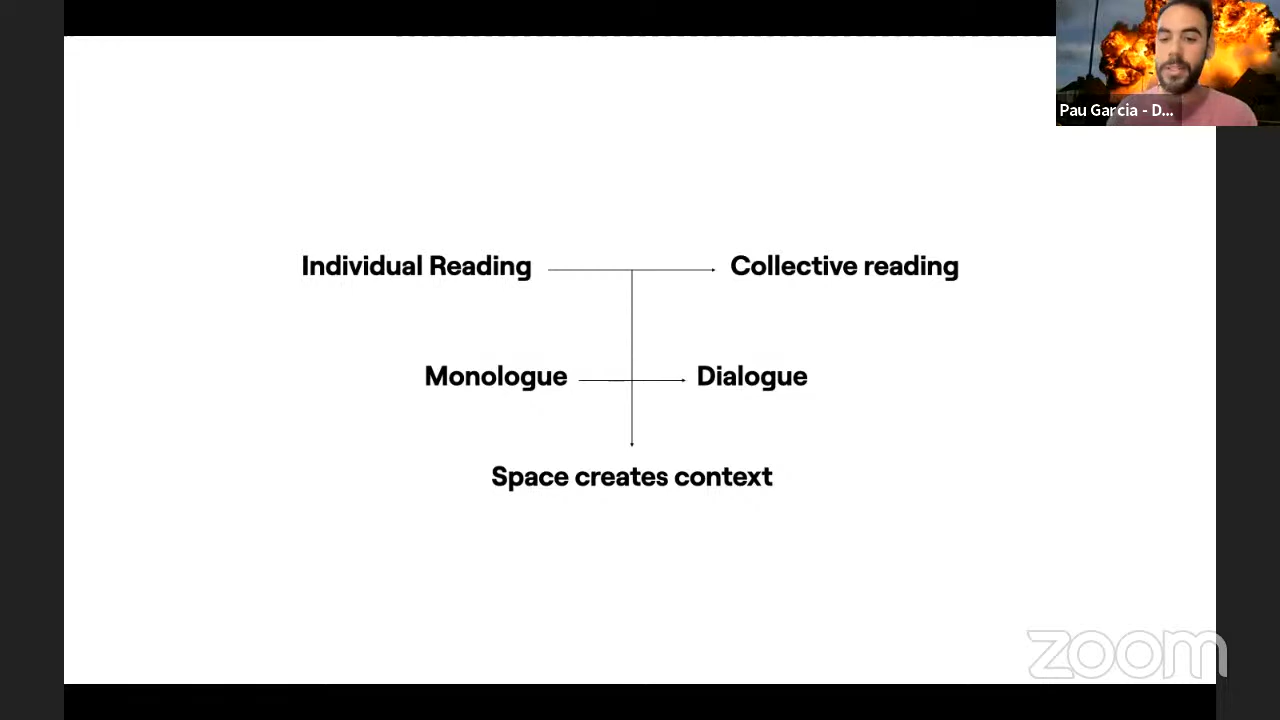 Pau Garcia - D...
Individual Reading
Collective reading
Monologue
Dialogue
Space creates context
zoom